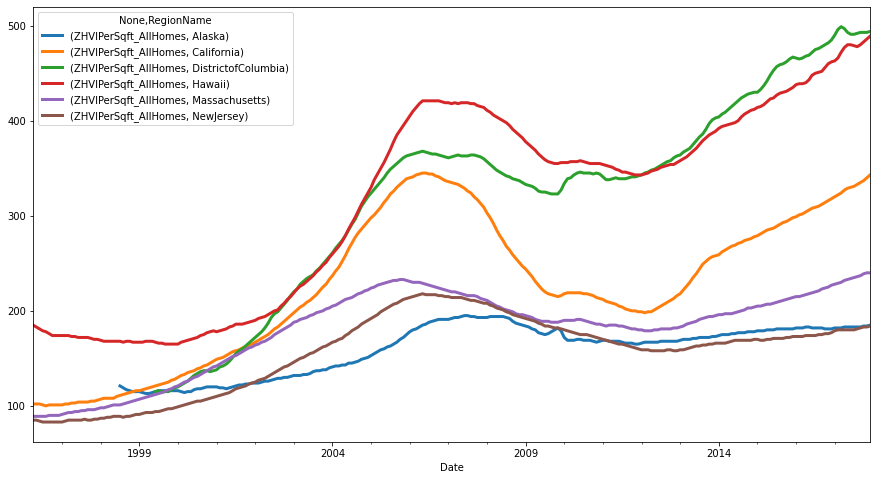 None,RegionName
(ZHVIPerSqft_AllHomes, Alaska)
(ZHVIPerSqft_AllHomes, California)
(ZHVIPerSqft_AllHomes, DistrictofColumbia)
(ZHVIPerSqft_AllHomes, Hawaii)
(ZHVIPerSqft_AllHomes, Massachusetts)
(ZHVIPerSqft_AllHomes, NewJersey)
500
400
300
200
100
1999 2004 2009 2014
Date